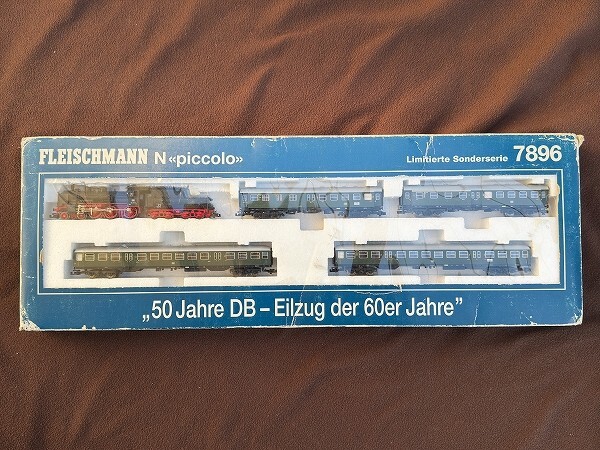 FLEISCHMANN N «piccolo» Limitierte Sonderserie 7896
„50 Jahre DB – Eilzug der 60er Jahre”